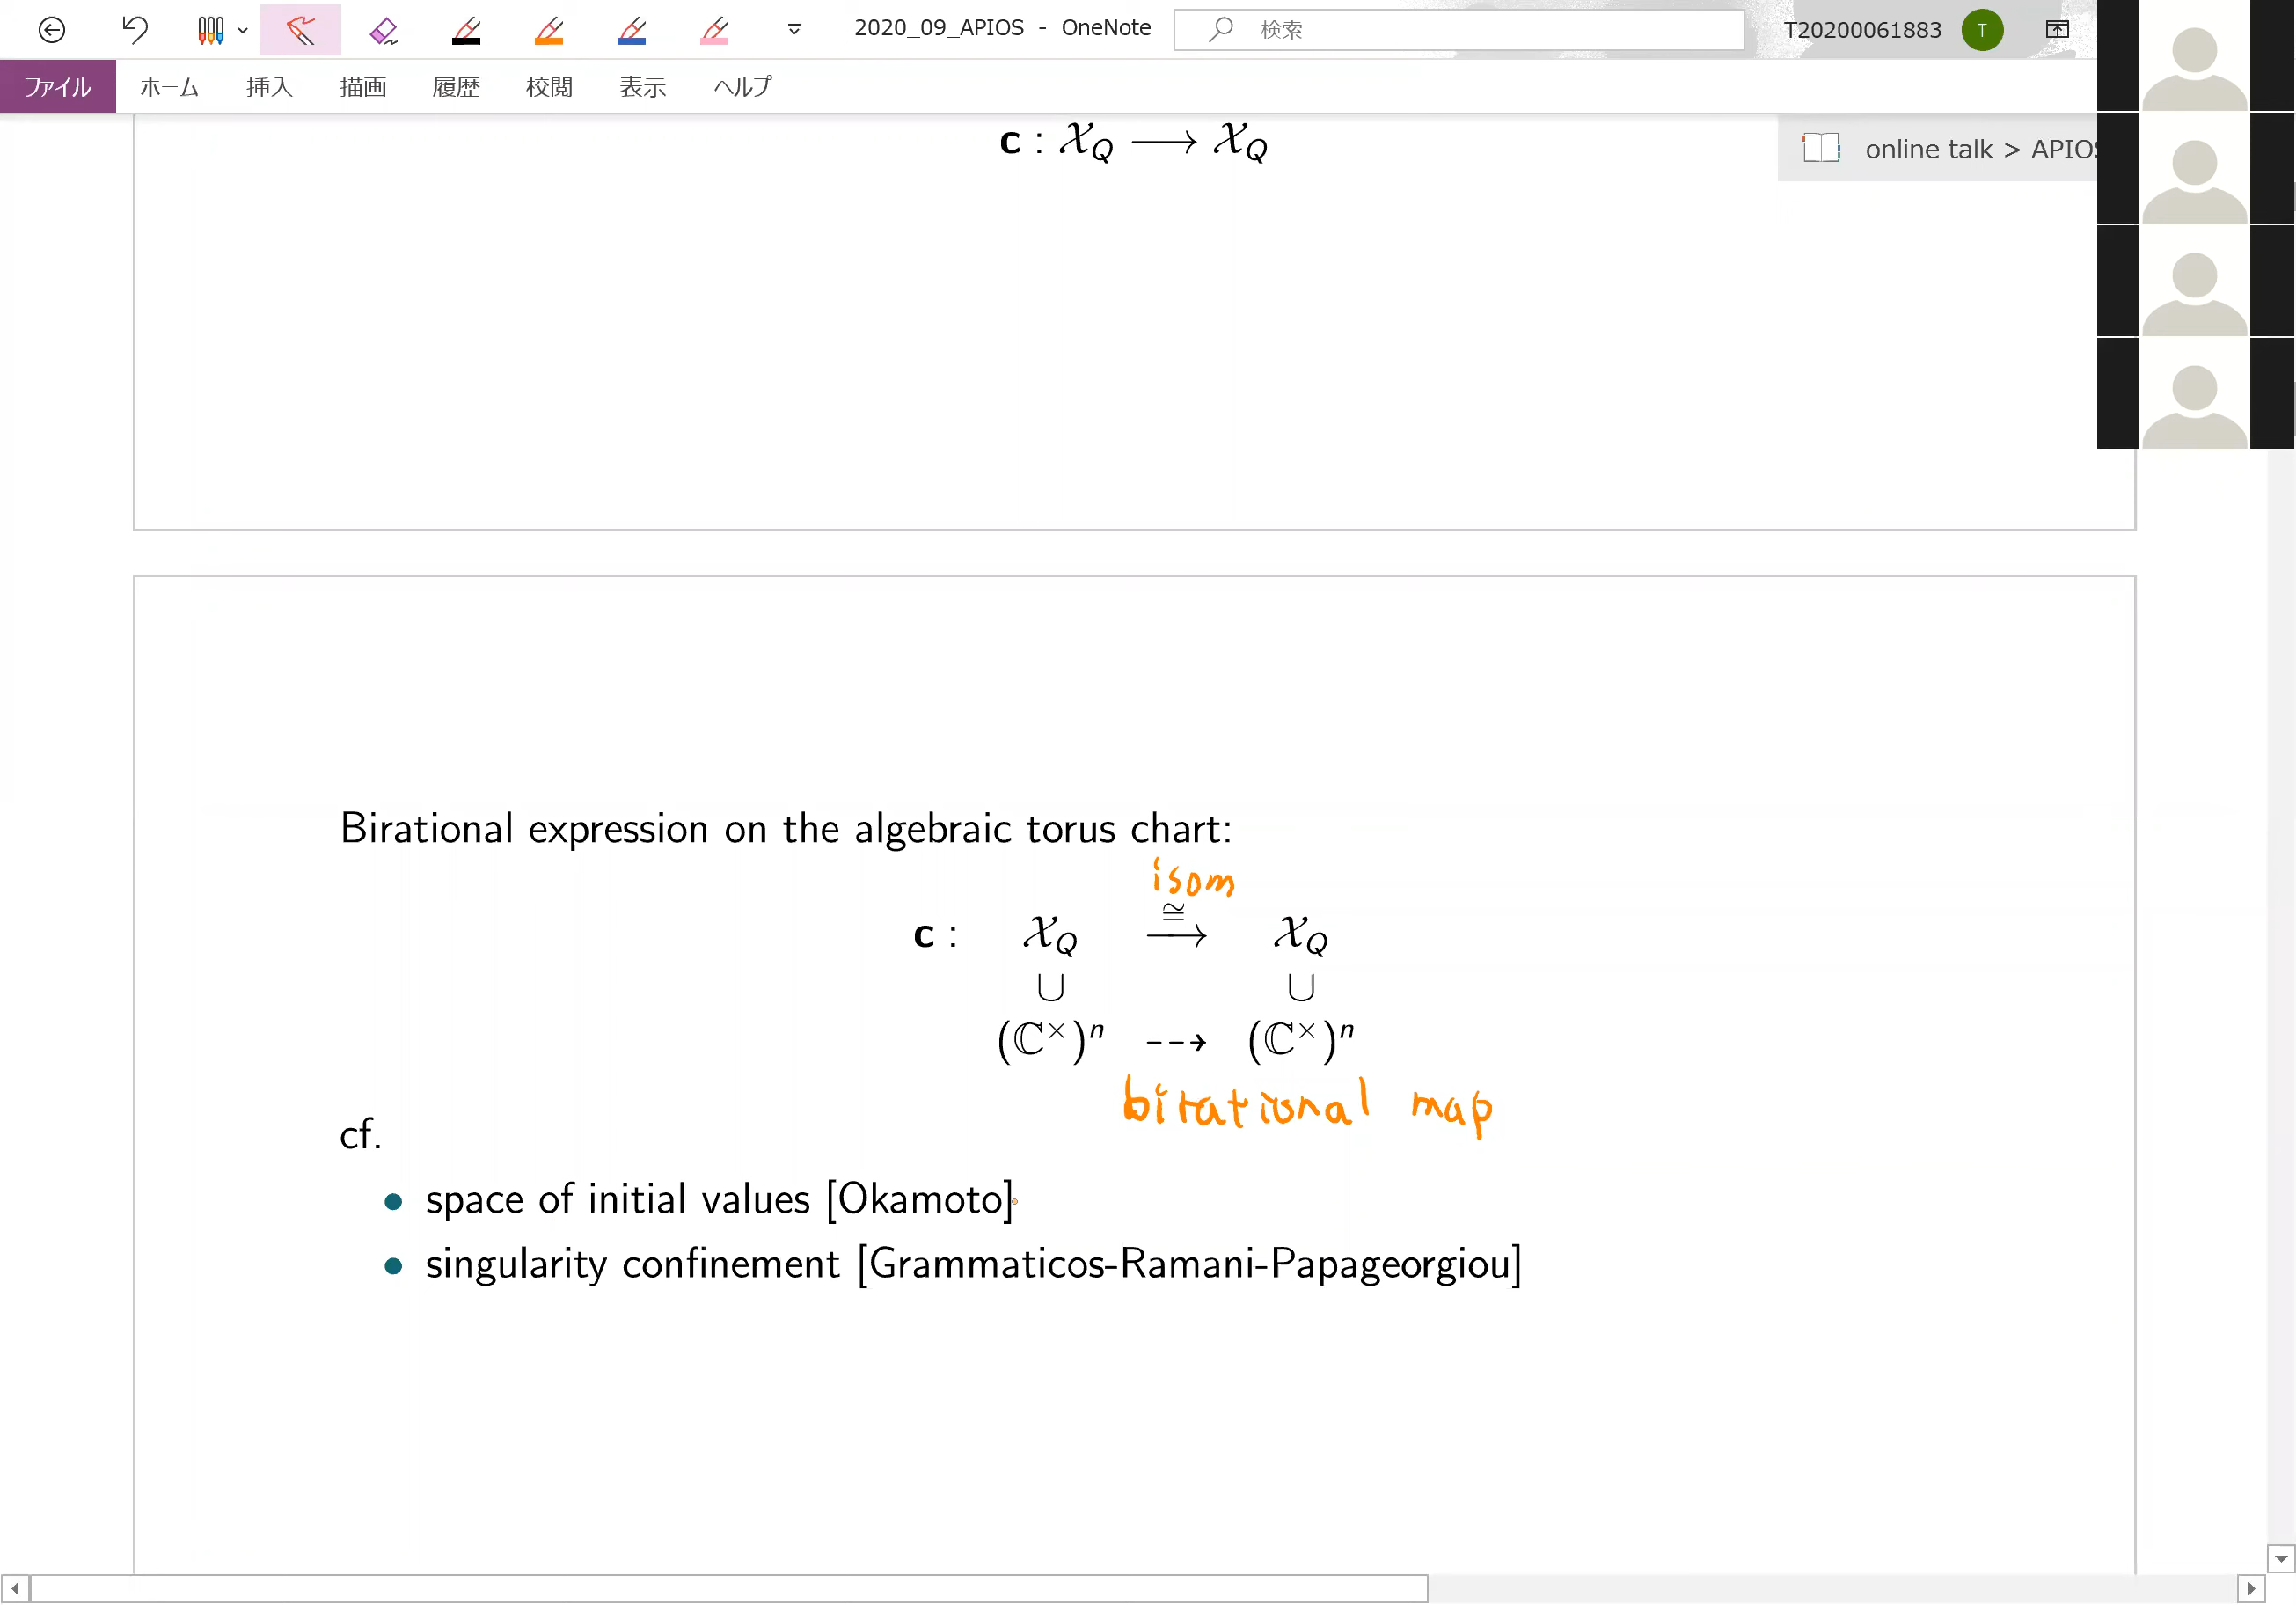 2020_09_APIOS - OneNote
検索
T20200061883
T
ファイル ホーム 挿入 描画 履歴 校閲 表示 ヘルプ
c : 𝒳_Q ⟶ 𝒳_Q
online talk > APIOS
Birational expression on the algebraic torus chart:
isom
≅
c : 𝒳_Q ⟶ 𝒳_Q
∪ ∪
(ℂ^×)^n ⇢ (ℂ^×)^n
birational map
cf.
• space of initial values [Okamoto]
• singularity confinement [Grammaticos-Ramani-Papageorgiou]